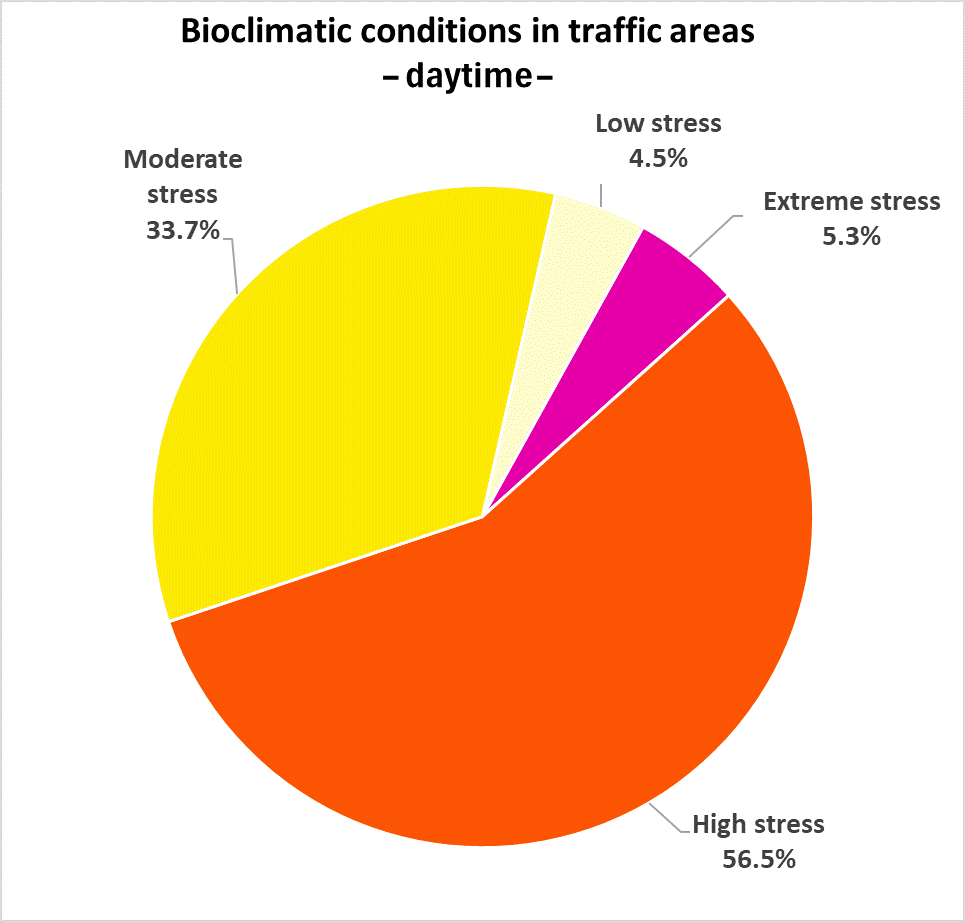 Bioclimatic conditions in traffic areas
– daytime –
Low stress
4.5%
Moderate
stress
33.7%
Extreme stress
5.3%
High stress
56.5%